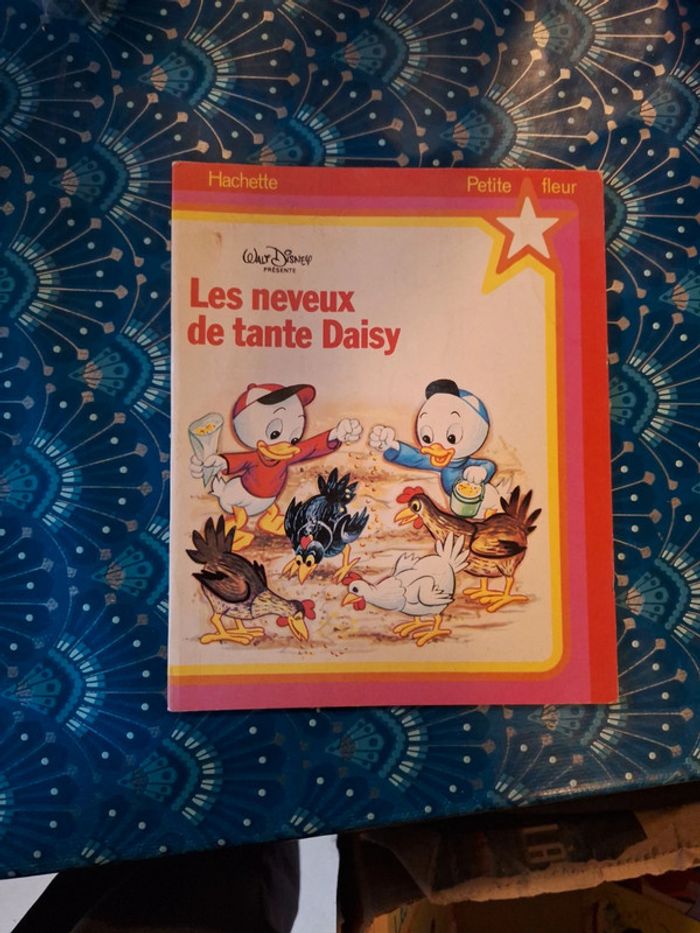 Hachette
Petite fleur
WALT DISNEY
PRÉSENTE
Les neveux
de tante Daisy